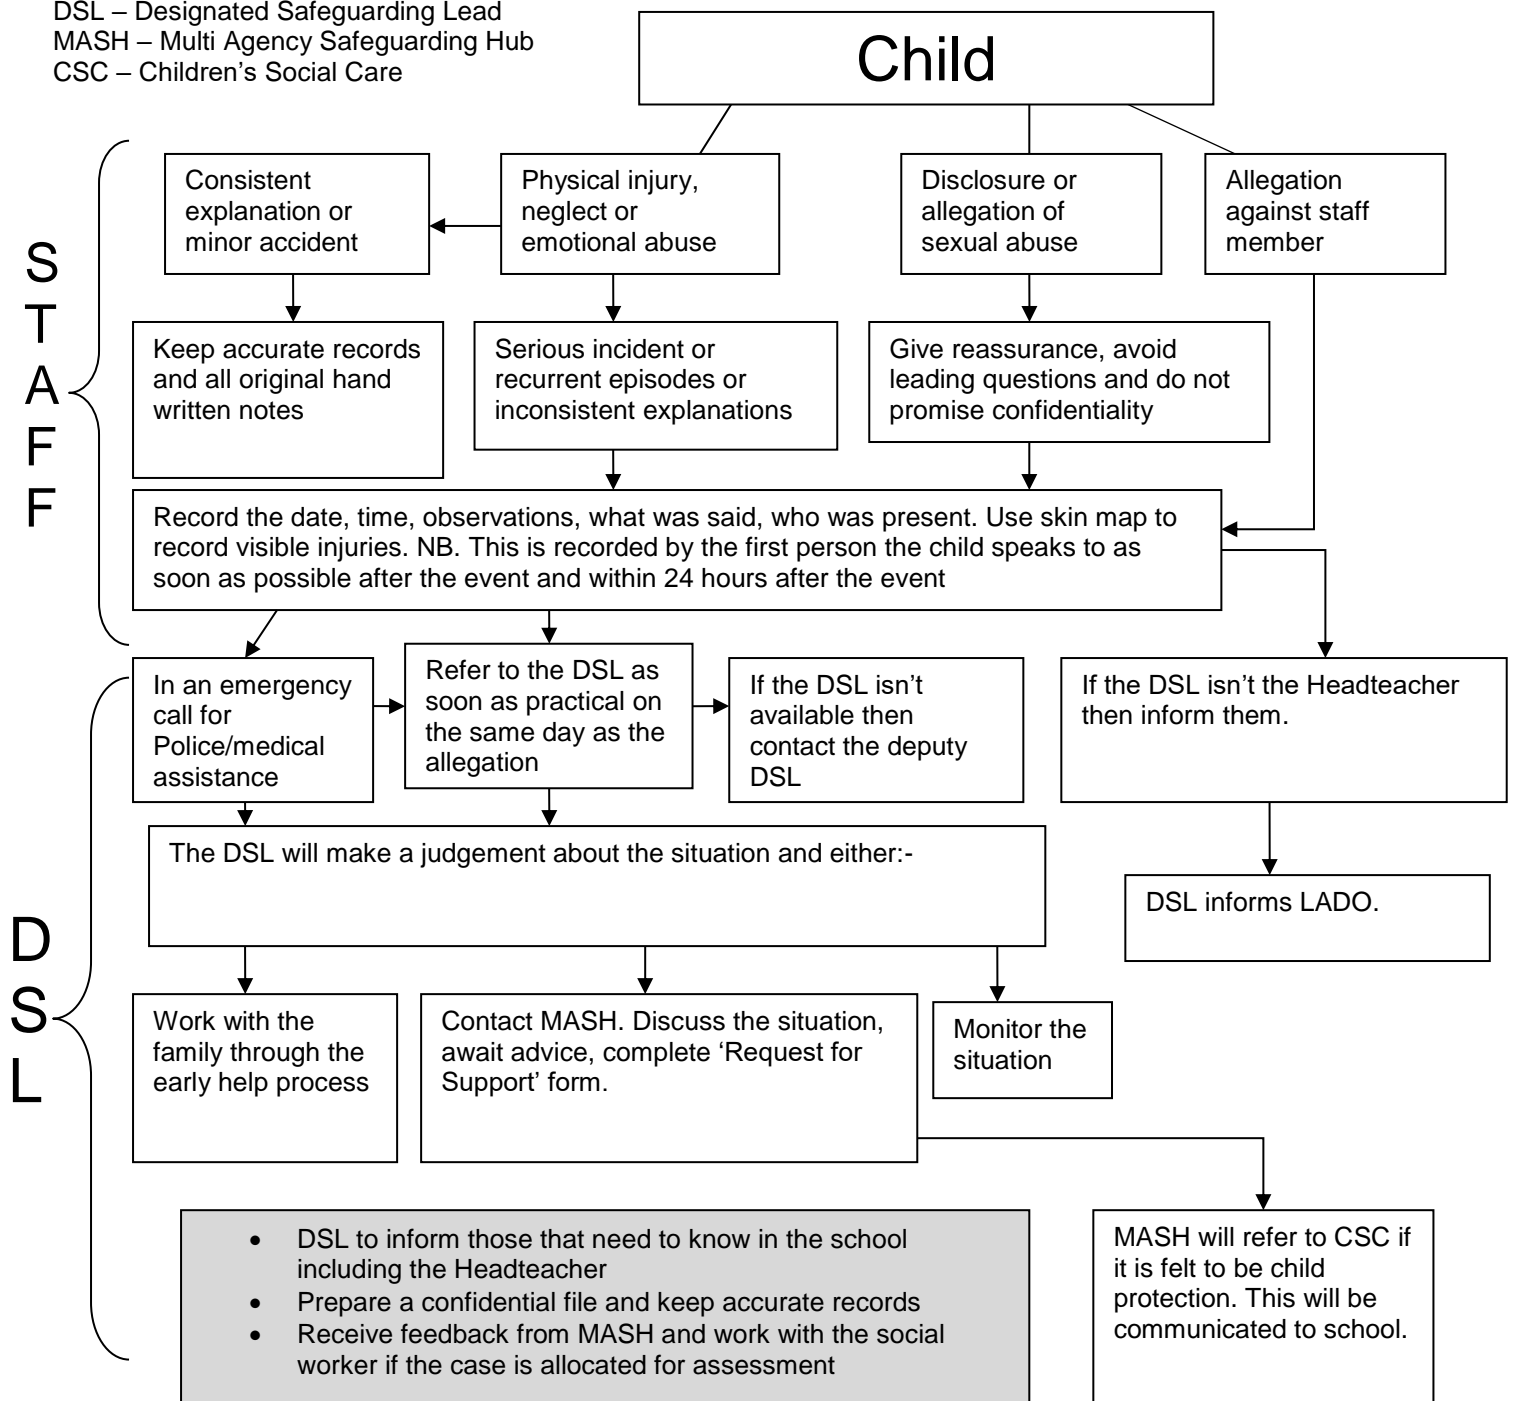 DSL – Designated Safeguarding Lead
MASH – Multi Agency Safeguarding Hub
CSC – Children’s Social Care
Child
S
T
A
F
F
Consistent
explanation or
minor accident
Physical injury,
neglect or
emotional abuse
Disclosure or
allegation of
sexual abuse
Allegation
against staff
member
Keep accurate records
and all original hand
written notes
Serious incident or
recurrent episodes or
inconsistent explanations
Give reassurance, avoid
leading questions and do not
promise confidentiality
Record the date, time, observations, what was said, who was present. Use skin map to
record visible injuries. NB. This is recorded by the first person the child speaks to as
soon as possible after the event and within 24 hours after the event
D
S
L
In an emergency
call for
Police/medical
assistance
Refer to the DSL as
soon as practical on
the same day as the
allegation
If the DSL isn’t
available then
contact the deputy
DSL
If the DSL isn’t the Headteacher
then inform them.
The DSL will make a judgement about the situation and either:-
DSL informs LADO.
Work with the
family through the
early help process
Contact MASH. Discuss the situation,
await advice, complete ‘Request for
Support’ form.
Monitor the
situation
• DSL to inform those that need to know in the school
including the Headteacher
• Prepare a confidential file and keep accurate records
• Receive feedback from MASH and work with the social
worker if the case is allocated for assessment
MASH will refer to CSC if
it is felt to be child
protection. This will be
communicated to school.